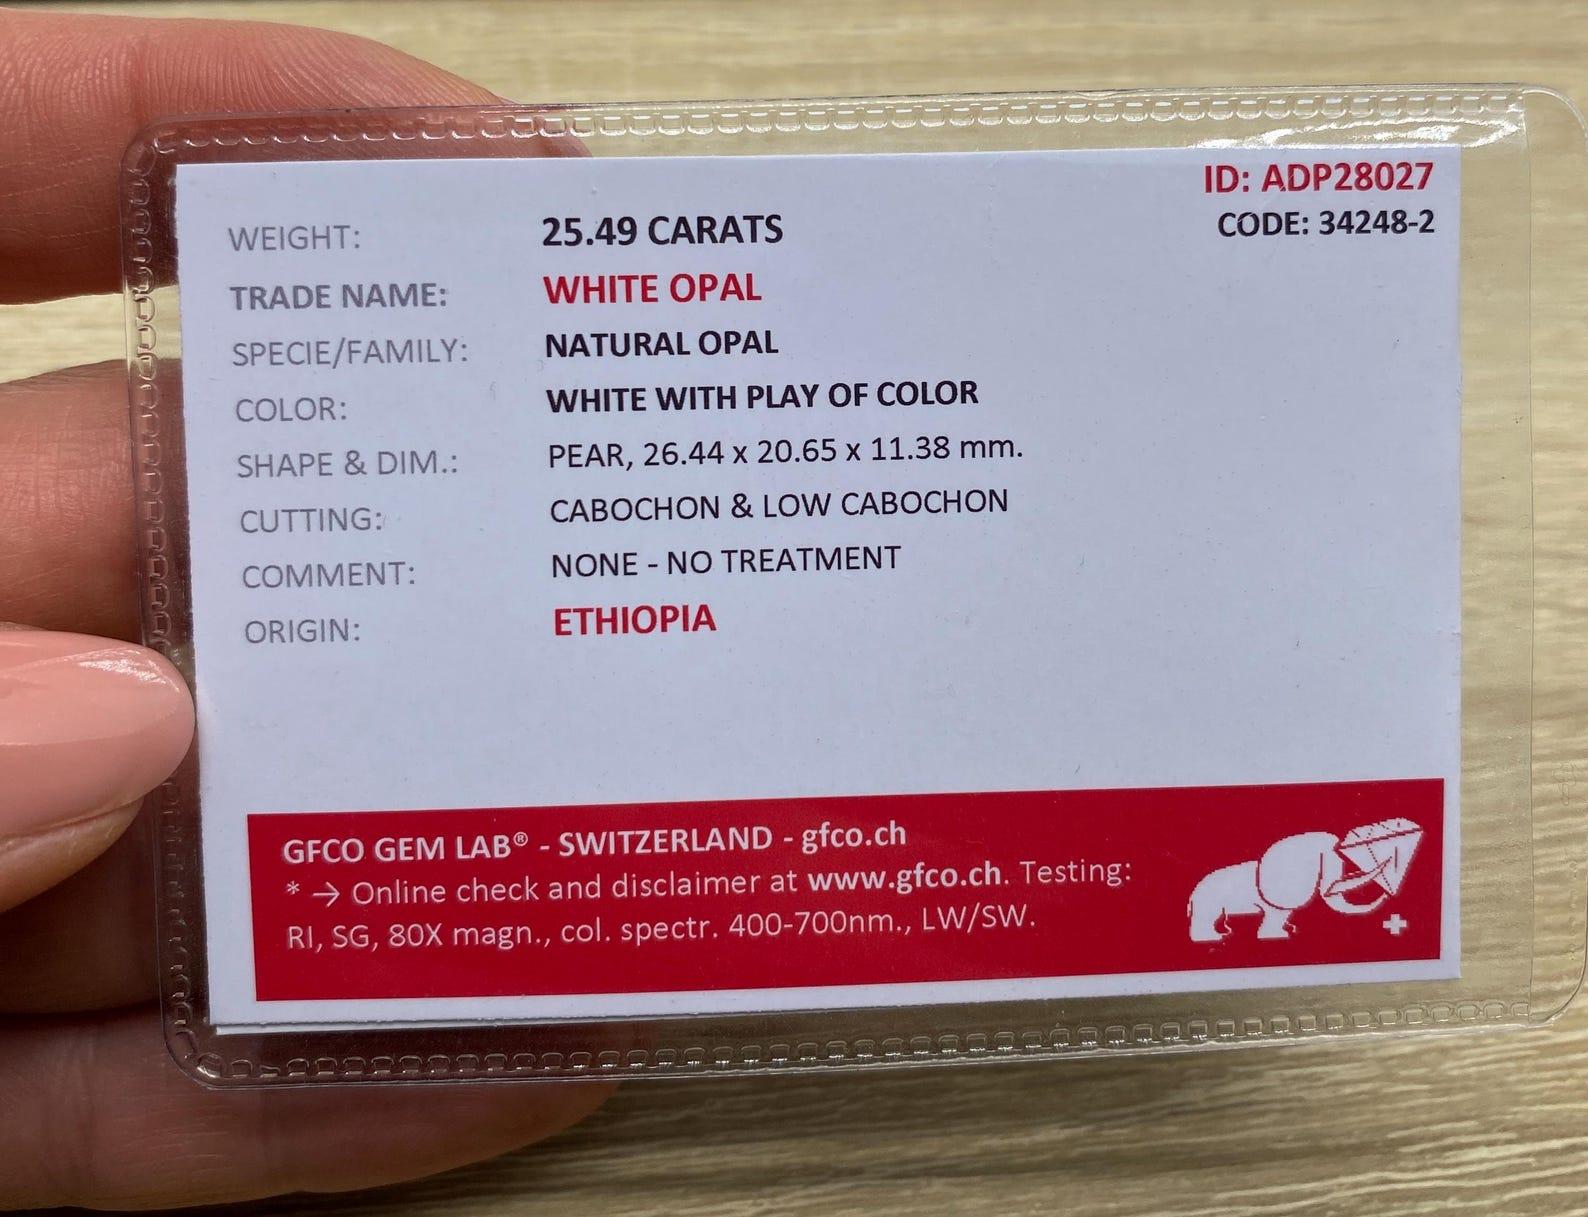 ID: ADP28027
CODE: 34248-2
WEIGHT: 25.49 CARATS
TRADE NAME: WHITE OPAL
SPECIE/FAMILY: NATURAL OPAL
COLOR: WHITE WITH PLAY OF COLOR
SHAPE & DIM.: PEAR, 26.44 x 20.65 x 11.38 mm.
CUTTING: CABOCHON & LOW CABOCHON
COMMENT: NONE - NO TREATMENT
ORIGIN: ETHIOPIA
GFCO GEM LAB® - SWITZERLAND - gfco.ch
* → Online check and disclaimer at www.gfco.ch. Testing:
RI, SG, 80X magn., col. spectr. 400-700nm., LW/SW.